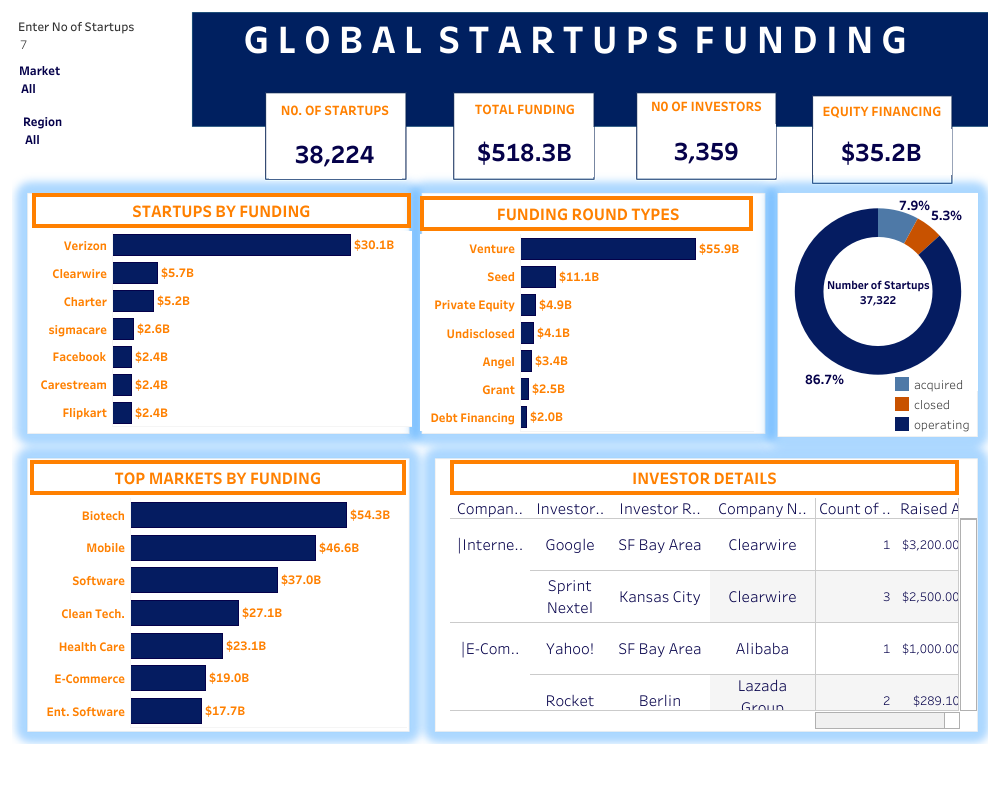 Enter No of Startups
7
Market
All
Region
All
GLOBAL STARTUPS FUNDING
N0. OF STARTUPS
38,224
TOTAL FUNDING
$518.3B
N0 OF INVESTORS
3,359
EQUITY FINANCING
$35.2B
STARTUPS BY FUNDING
Verizon $30.1B
Clearwire $5.7B
Charter $5.2B
sigmacare $2.6B
Facebook $2.4B
Carestream $2.4B
Flipkart $2.4B
FUNDING ROUND TYPES
Venture $55.9B
Seed $11.1B
Private Equity $4.9B
Undisclosed $4.1B
Angel $3.4B
Grant $2.5B
Debt Financing $2.0B
7.9%
5.3%
Number of Startups
37,322
86.7%
acquired
closed
operating
TOP MARKETS BY FUNDING
Biotech $54.3B
Mobile $46.6B
Software $37.0B
Clean Tech. $27.1B
Health Care $23.1B
E-Commerce $19.0B
Ent. Software $17.7B
INVESTOR DETAILS
Compan.. Investor.. Investor R.. Company N.. Count of .. Raised A
|Interne.. Google SF Bay Area Clearwire 1 $3,200.00
Sprint Nextel Kansas City Clearwire 3 $2,500.00
|E-Com.. Yahoo! SF Bay Area Alibaba 1 $1,000.00
Rocket Berlin Lazada Group 2 $289.10